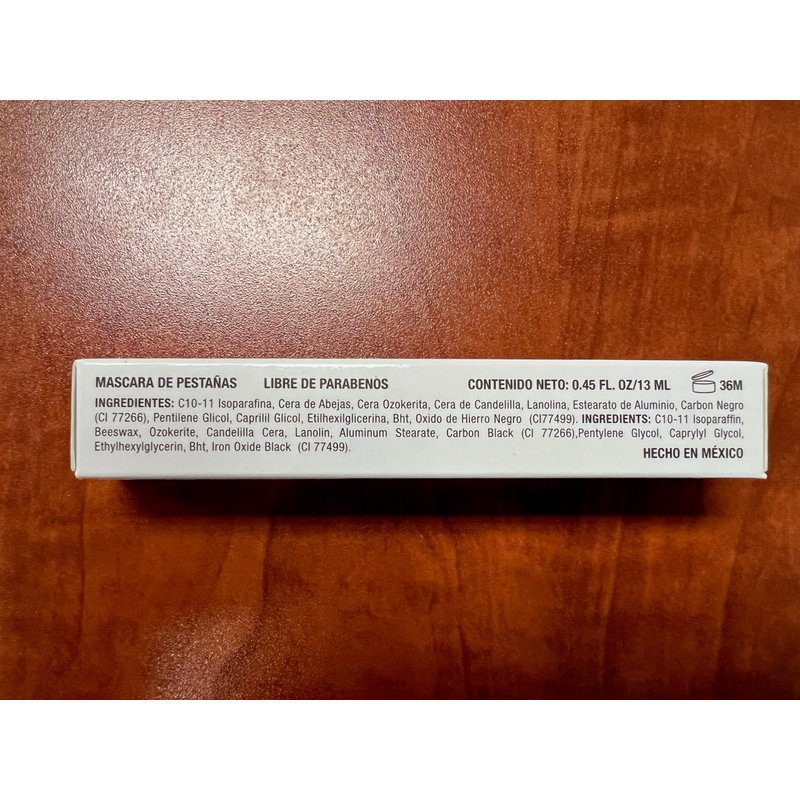 MASCARA DE PESTAÑAS LIBRE DE PARABENÒS CONTENIDO NETO: 0.45 FL. OZ/13 ML 36M
INGREDIENTES: C10-11 Isoparafina, Cera de Abejas, Cera Ozokerita, Cera de Candelilla, Lanolina, Estearato de Aluminio, Carbon Negro
(CI 77266), Pentilene Glicol, Caprilil Glicol, Etilhexilglicerina, Bht, Oxido de Hierro Negro (CI77499). INGREDIENTS: C10-11 Isoparaffin,
Beeswax, Ozokerite, Candelilla Cera, Lanolin, Aluminum Stearate, Carbon Black (CI 77266),Pentylene Glycol, Caprylyl Glycol,
Ethylhexylglycerin, Bht, Iron Oxide Black (CI 77499).
HECHO EN MÉXICO